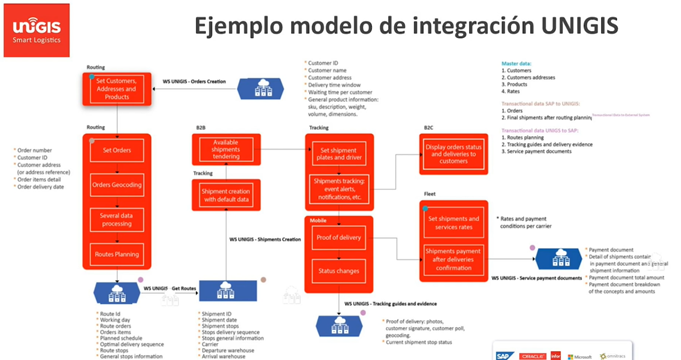 UNIGIS
Smart Logistics
Ejemplo modelo de integración UNIGIS
Routing
Set Customers,
Addresses and
Products
WS UNIGIS - Orders Creation
* Customer ID
* Customer name
* Customer address
* Delivery time window
* Waiting time per customer
* General product information:
sku, description, weight,
volume, dimensions.
Master data:
1. Customers
2. Customers addresses
3. Products
4. Rates
Transactional data SAP to UNIGIS:
1. Orders
2. Final shipments after routing planning
Transactional data UNIGIS to SAP:
1. Routes planning
2. Tracking guides and delivery evidence
3. Service payment documents
Routing
Set Orders
Orders Geocoding
Several data
processing
Routes Planning
* Order number
* Customer ID
* Customer address
(or address reference)
* Order items detail
* Order delivery date
B2B
Available
shipments
tendering
Tracking
Shipment creation
with default data
Tracking
Set shipment
plates and driver
Shipments tracking:
event alerts,
notifications, etc.
B2C
Display orders status
and deliveries to
customers
Mobile
Proof of delivery
Status changes
Fleet
Set shipments and
services rates
Shipments payment
after deliveries
confirmation
* Rates and payment
conditions per carrier
WS UNIGIS - Shipments Creation
WS UNIGIS - Get Routes
WS UNIGIS - Service payment documents
WS UNIGIS - Tracking guides and evidence
* Payment document
* Detail of shipments contain
in payment document and general
shipment information
* Payment document total amount
* Payment document breakdown
of the concepts and amounts
* Route Id
* Working day
* Route orders
* Orders items
* Planned schedule
* Optimal delivery sequence
* Route stops
* General stops information
* Shipment ID
* Shipment date
* Shipment stops
* Stops delivery sequence
* Stops general information
* Carrier
* Departure warehouse
* Arrival warehouse
* Proof of delivery: photos,
customer signature, customer poll,
geocoding.
* Current shipment stop status
SAP
ORACLE
infor
Microsoft